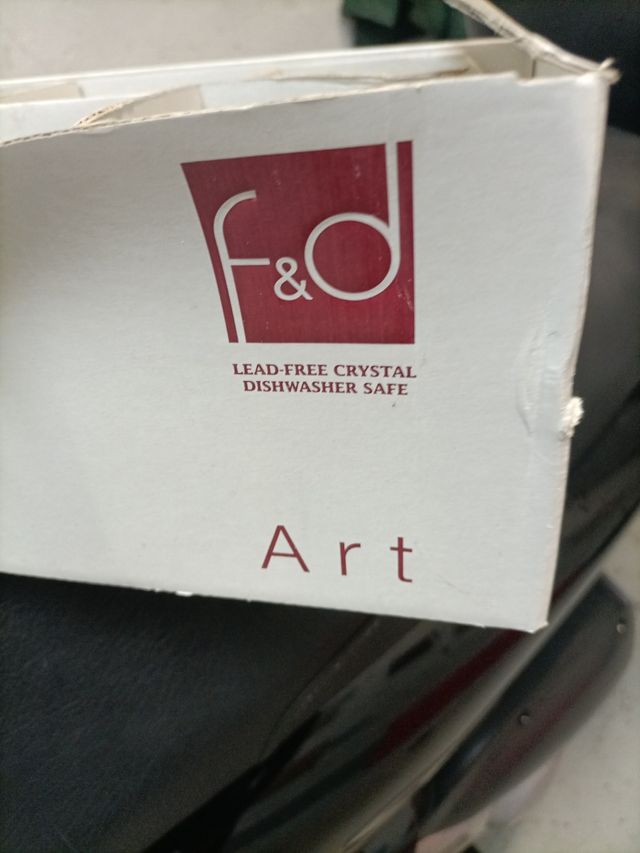 f&d
LEAD-FREE CRYSTAL
DISHWASHER SAFE
Art